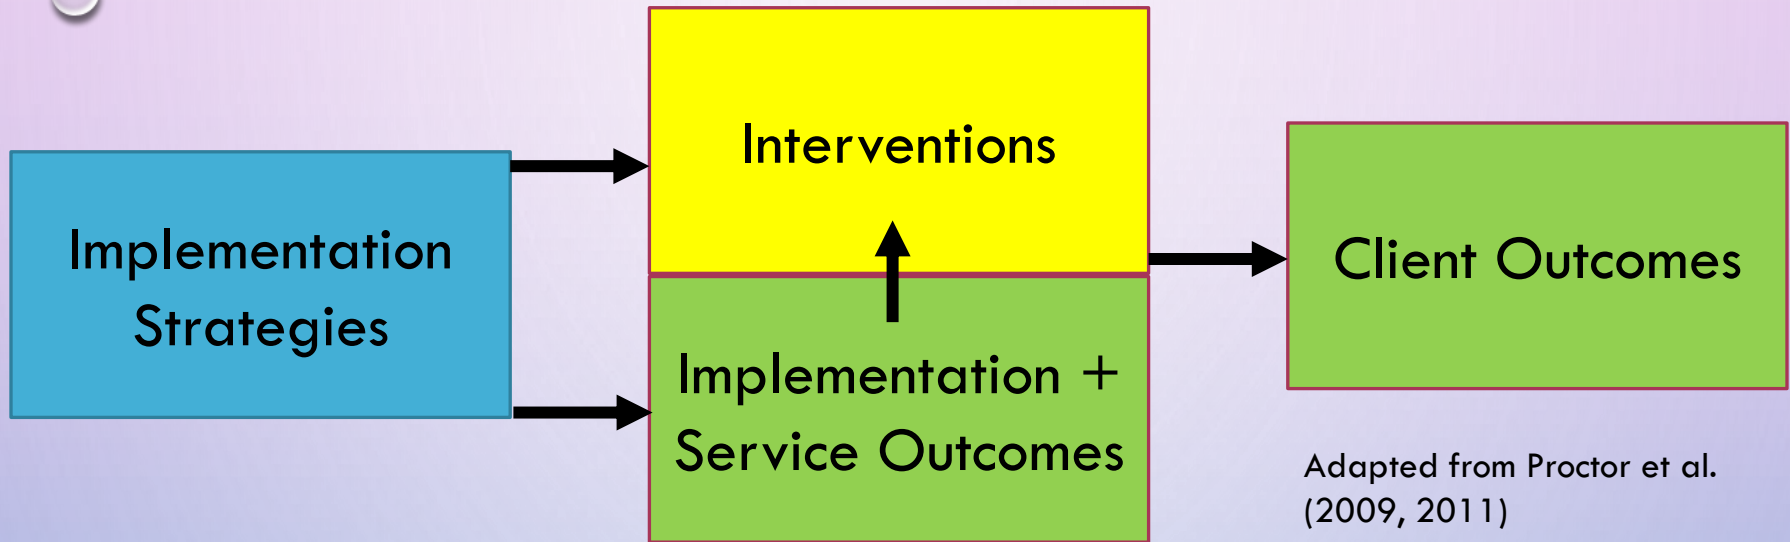 Implementation
Strategies
Interventions
Implementation +
Service Outcomes
Client Outcomes
Adapted from Proctor et al.
(2009, 2011)